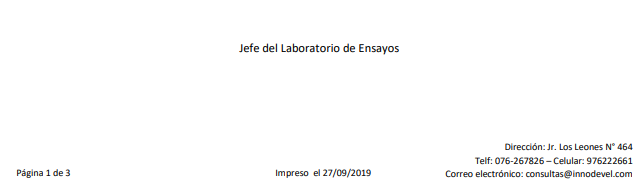 Jefe del Laboratorio de Ensayos
Dirección: Jr. Los Leones N° 464
Telf: 076-267826 – Celular: 976222661
Página 1 de 3 Impreso el 27/09/2019 Correo electrónico: consultas@innodevel.com